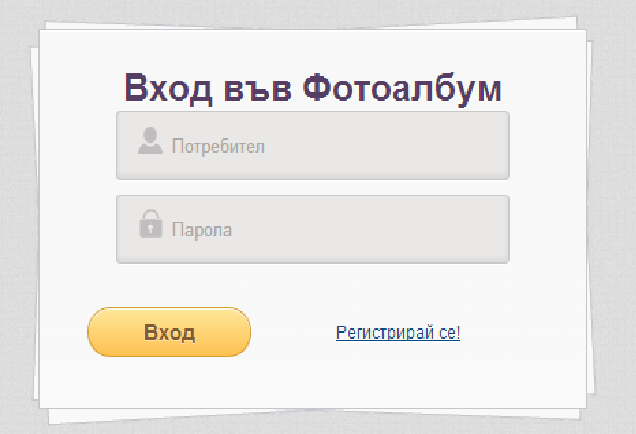 Вход във Фотоалбум
Потребител
Парола
Вход
Регистрирай се!